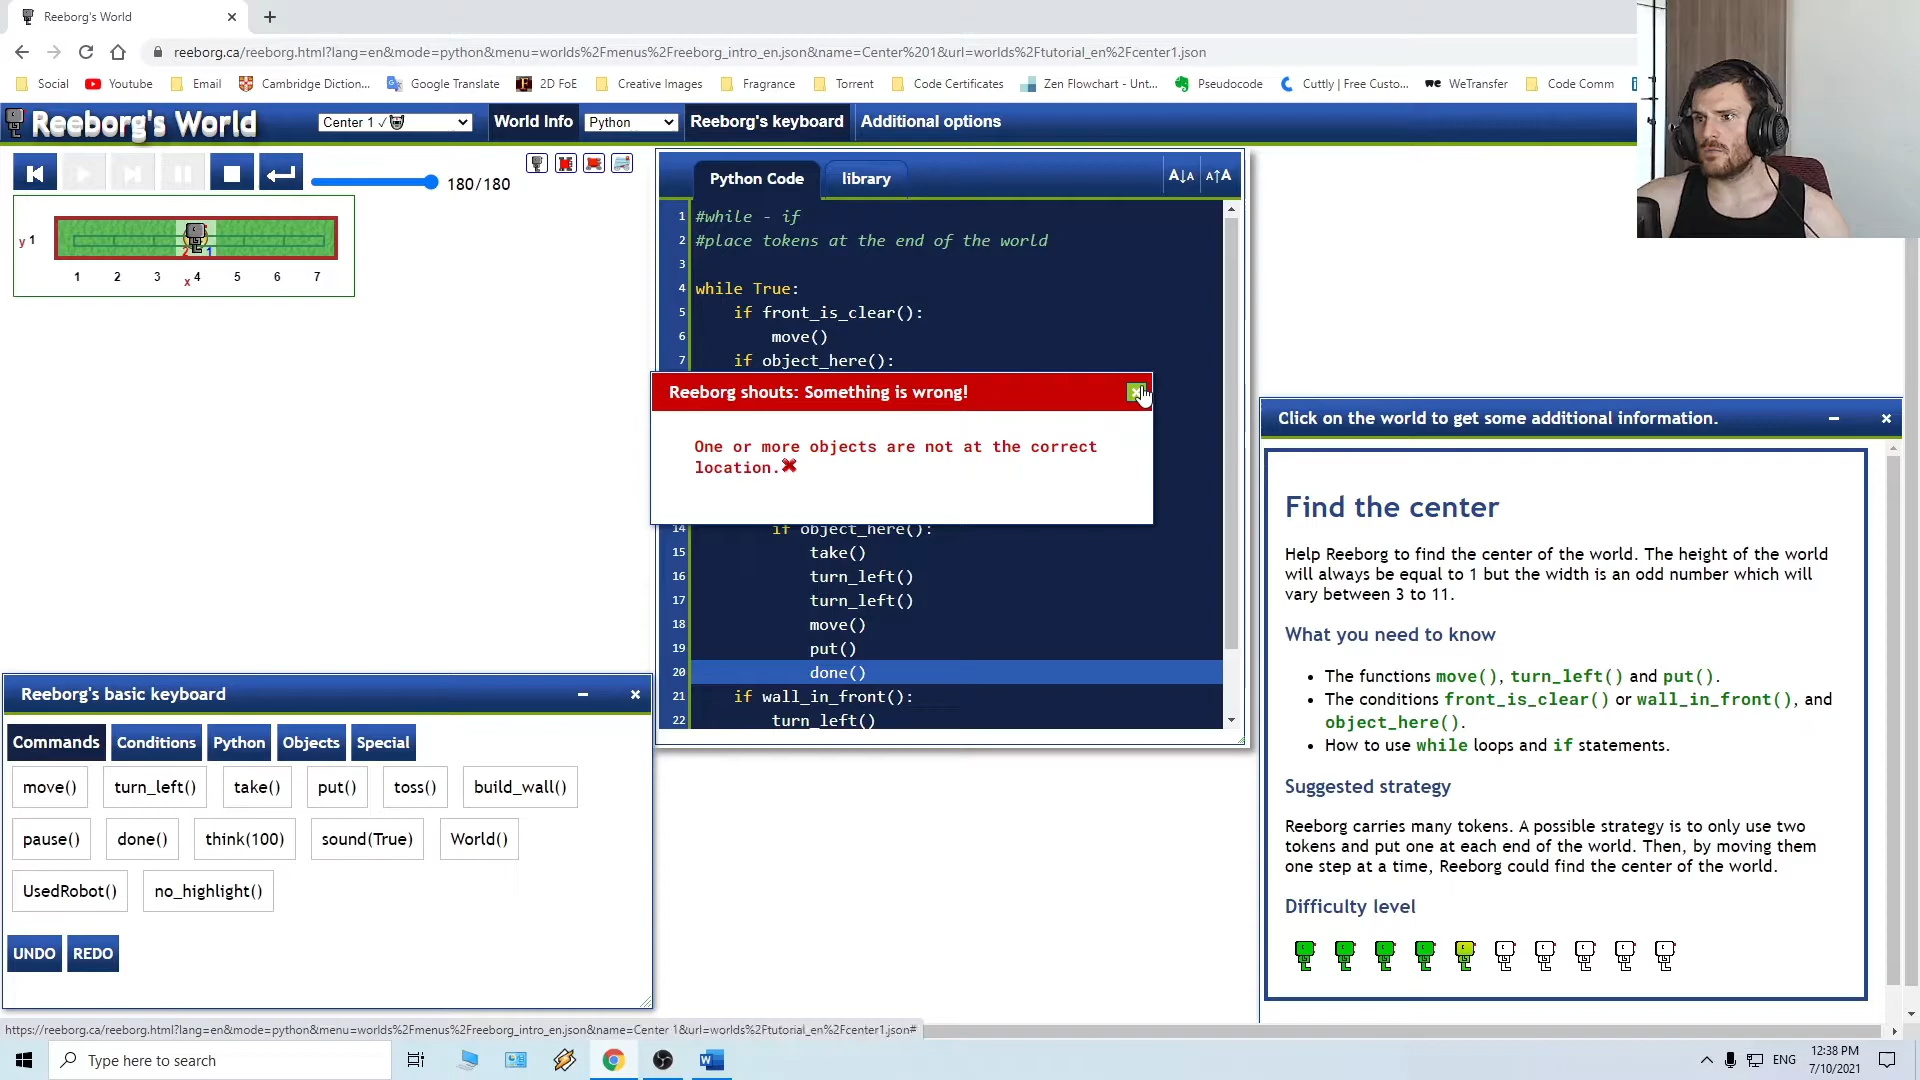 Reeborg's World
reeborg.ca/reeborg.html?lang=en&mode=python&menu=worlds%2Fmenus%2Freeborg_intro_en.json&name=Center%201&url=worlds%2Ftutorial_en%2Fcenter1.json
Social Youtube Email Cambridge Diction... Google Translate 2D FoE Creative Images Fragrance Torrent Code Certificates Zen Flowchart - Unt... Pseudocode Cuttly | Free Custo... WeTransfer Code Comm
Reeborg's World Center 1 ✓ World Info Python Reeborg's keyboard Additional options
180/180
y 1
2 1
1 2 3 4 5 6 7
x
Python Code library A↓A A↑A
1 #while - if
2 #place tokens at the end of the world
3
4 while True:
5 if front_is_clear():
6 move()
7 if object_here():
Reeborg shouts: Something is wrong!
One or more objects are not at the correct
location.❌
14 if object_here():
15 take()
16 turn_left()
17 turn_left()
18 move()
19 put()
20 done()
21 if wall_in_front():
22 turn_left()
Click on the world to get some additional information.
Find the center
Help Reeborg to find the center of the world. The height of the world
will always be equal to 1 but the width is an odd number which will
vary between 3 to 11.
What you need to know
• The functions move(), turn_left() and put().
• The conditions front_is_clear() or wall_in_front(), and
object_here().
• How to use while loops and if statements.
Suggested strategy
Reeborg carries many tokens. A possible strategy is to only use two
tokens and put one at each end of the world. Then, by moving them
one step at a time, Reeborg could find the center of the world.
Difficulty level
Reeborg's basic keyboard
Commands Conditions Python Objects Special
move() turn_left() take() put() toss() build_wall()
pause() done() think(100) sound(True) World()
UsedRobot() no_highlight()
UNDO REDO
https://reeborg.ca/reeborg.html?lang=en&mode=python&menu=worlds%2Fmenus%2Freeborg_intro_en.json&name=Center 1&url=worlds%2Ftutorial_en%2Fcenter1.json#
Type here to search
ENG
12:38 PM
7/10/2021